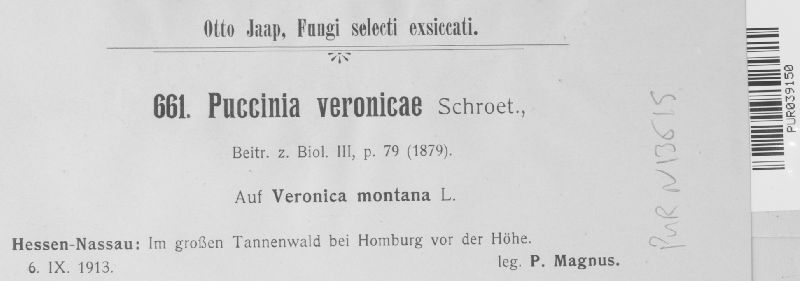 Otto Jaap, Fungi selecti exsiccati.
661. Puccinia veronicae Schroet.,
Beitr. z. Biol. III, p. 79 (1879).
Auf Veronica montana L.
Hessen-Nassau: Im großen Tannenwald bei Homburg vor der Höhe.
6. IX. 1913.
leg. P. Magnus.
PUR N13615
PUR039150